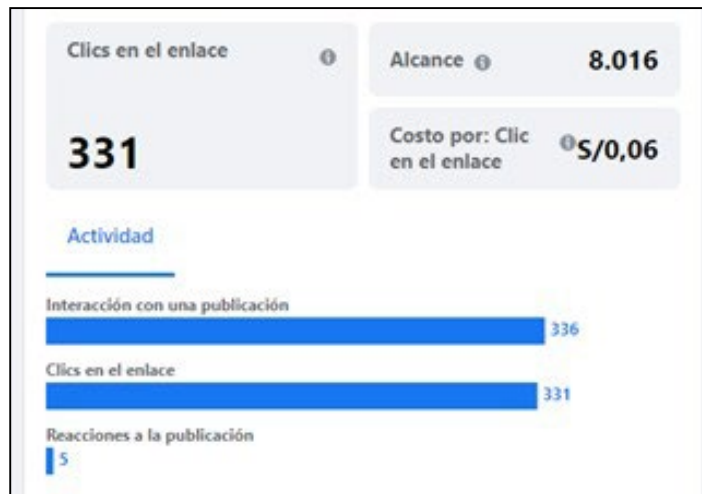 Clics en el enlace
331
Alcance 8.016
Costo por: Clic
en el enlace
S/0,06
Actividad
Interacción con una publicación
336
Clics en el enlace
331
Reacciones a la publicación
5